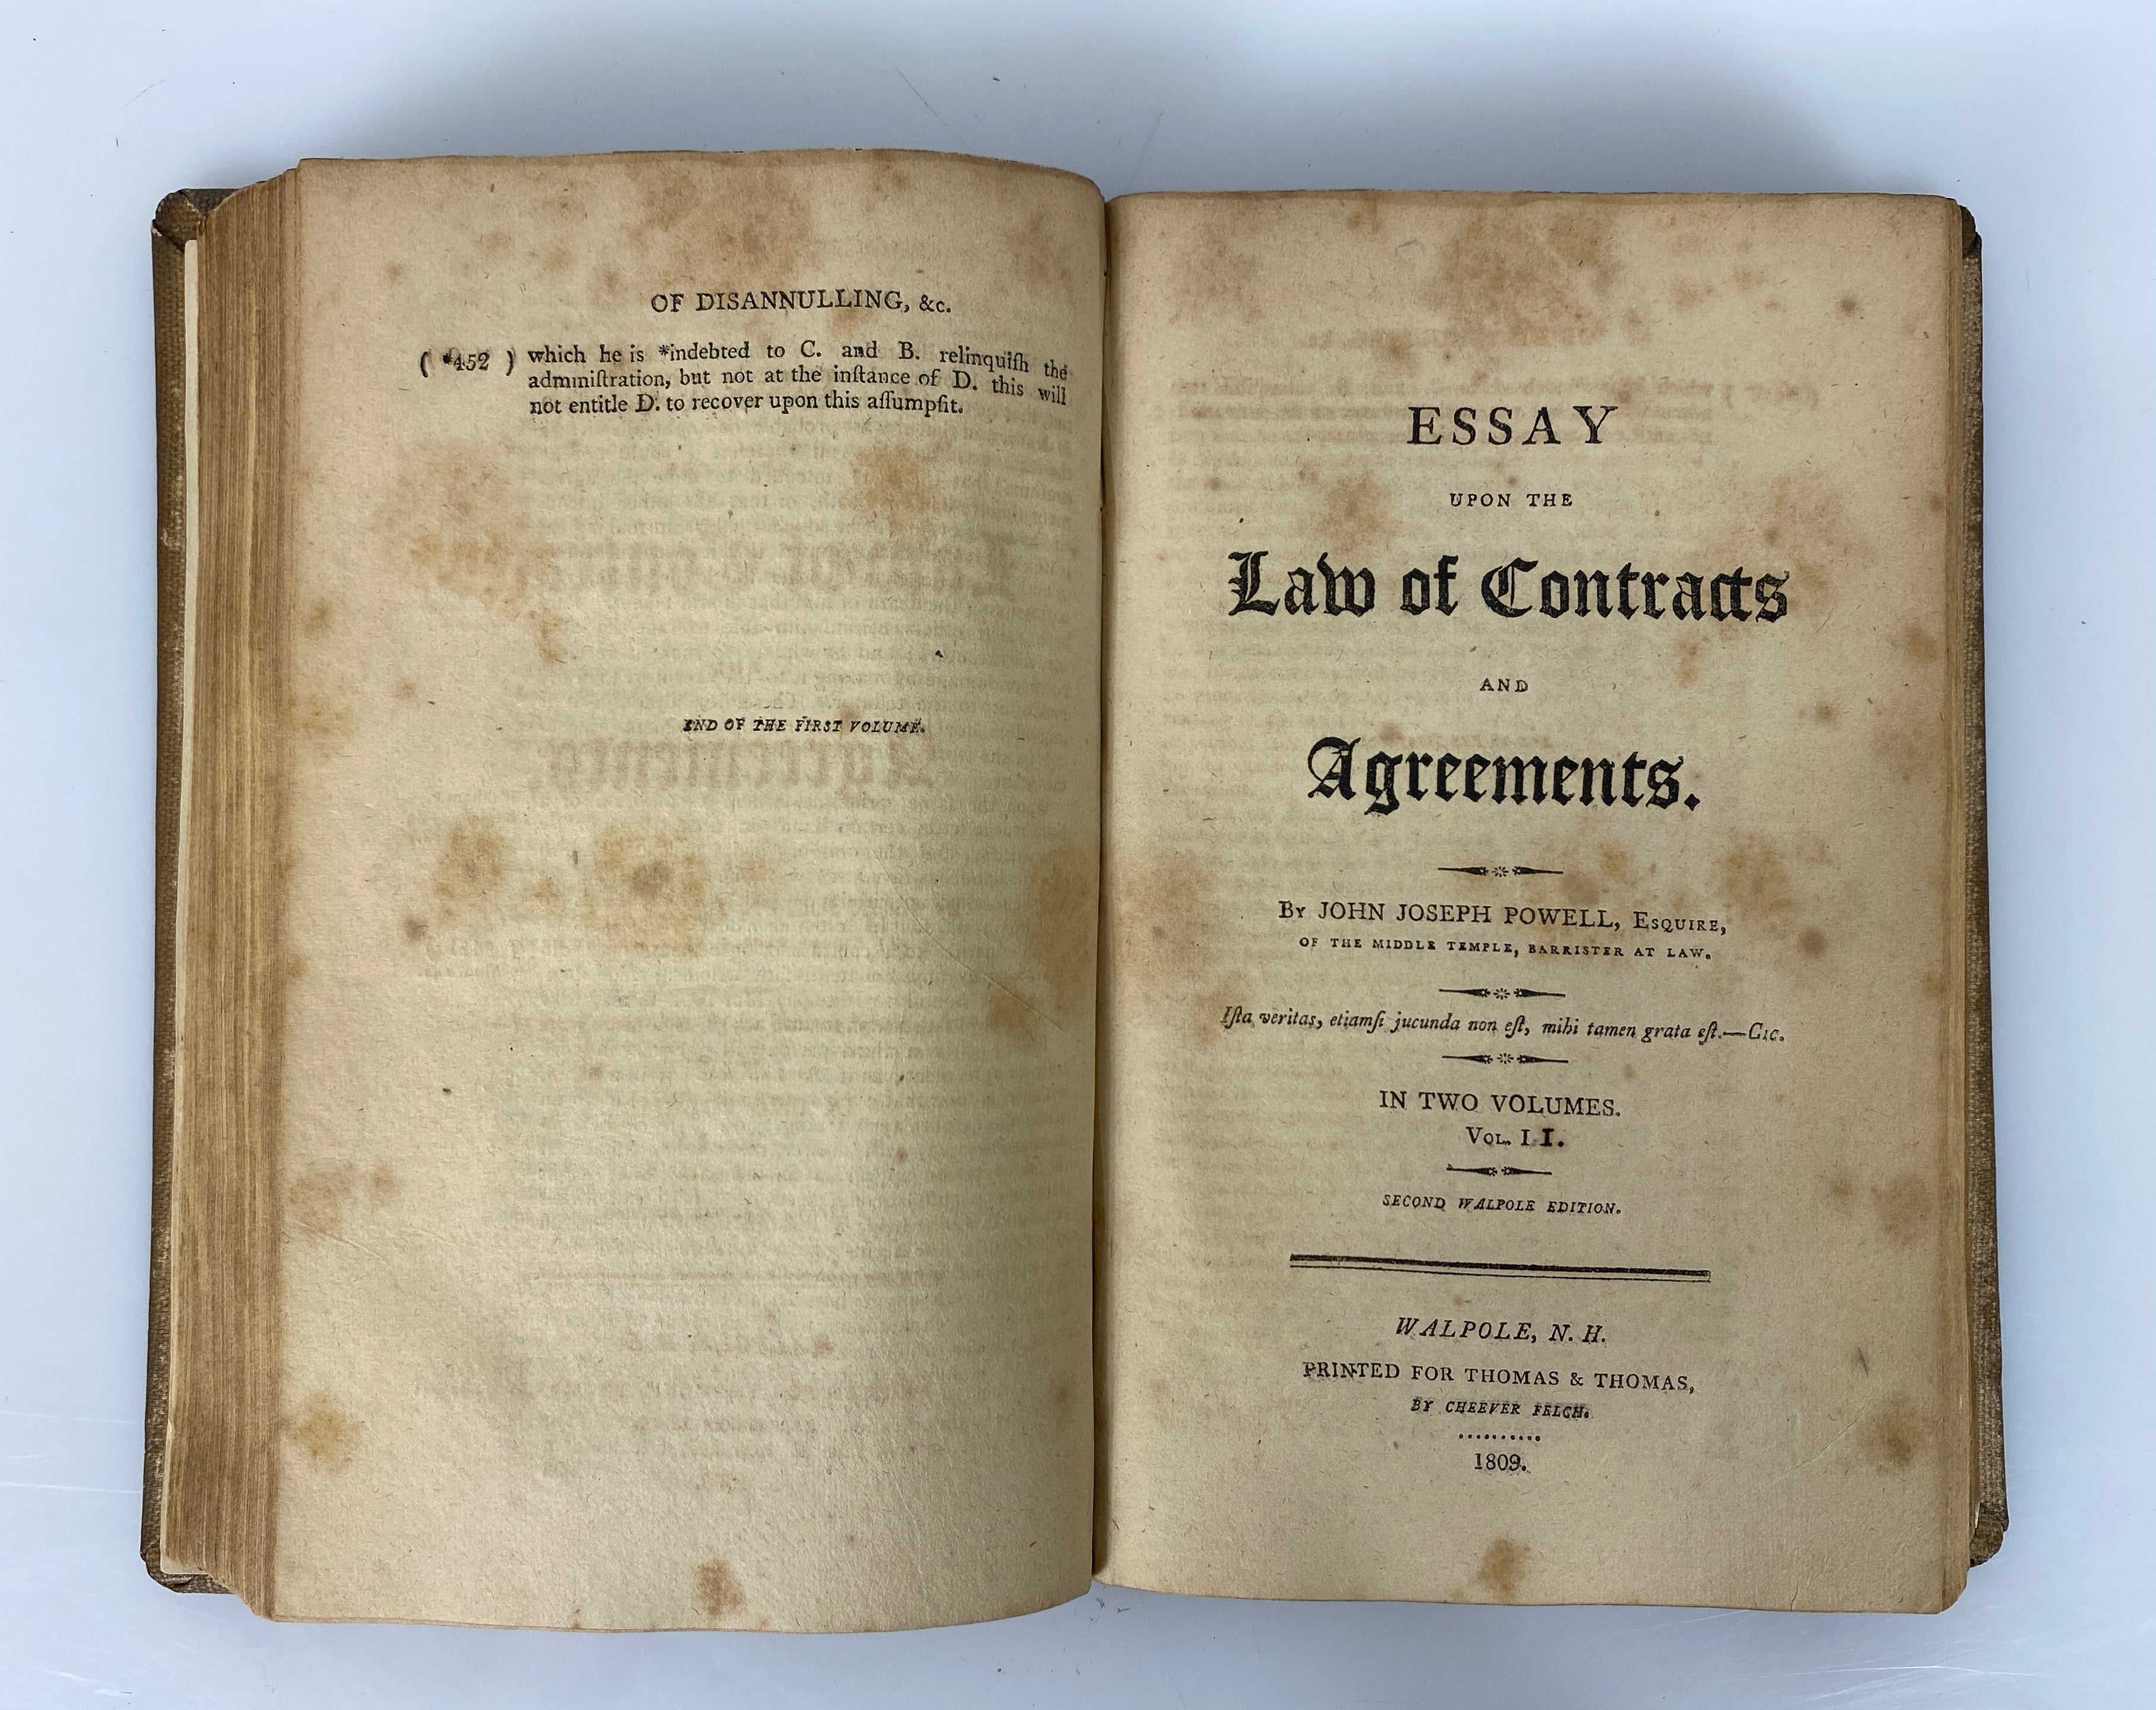 OF DISANNULLING, &c.
( *452 ) which he is *indebted to C. and B. relinquiſh the
adminiſtration, but not at the inſtance of D. this will
not entitle D. to recover upon this aſſumpſit.
END OF THE FIRST VOLUME.
ESSAY
UPON THE
Law of Contracts
AND
Agreements.
By JOHN JOSEPH POWELL, Esquire,
OF THE MIDDLE TEMPLE, BARRISTER AT LAW.
Iſta veritas, etiamſi jucunda non eſt, mihi tamen grata eſt.—Cic.
IN TWO VOLUMES.
Vol. II.
SECOND WALPOLE EDITION.
WALPOLE, N. H.
PRINTED FOR THOMAS & THOMAS,
BY CHEEVER FELCH.
..........
1809.